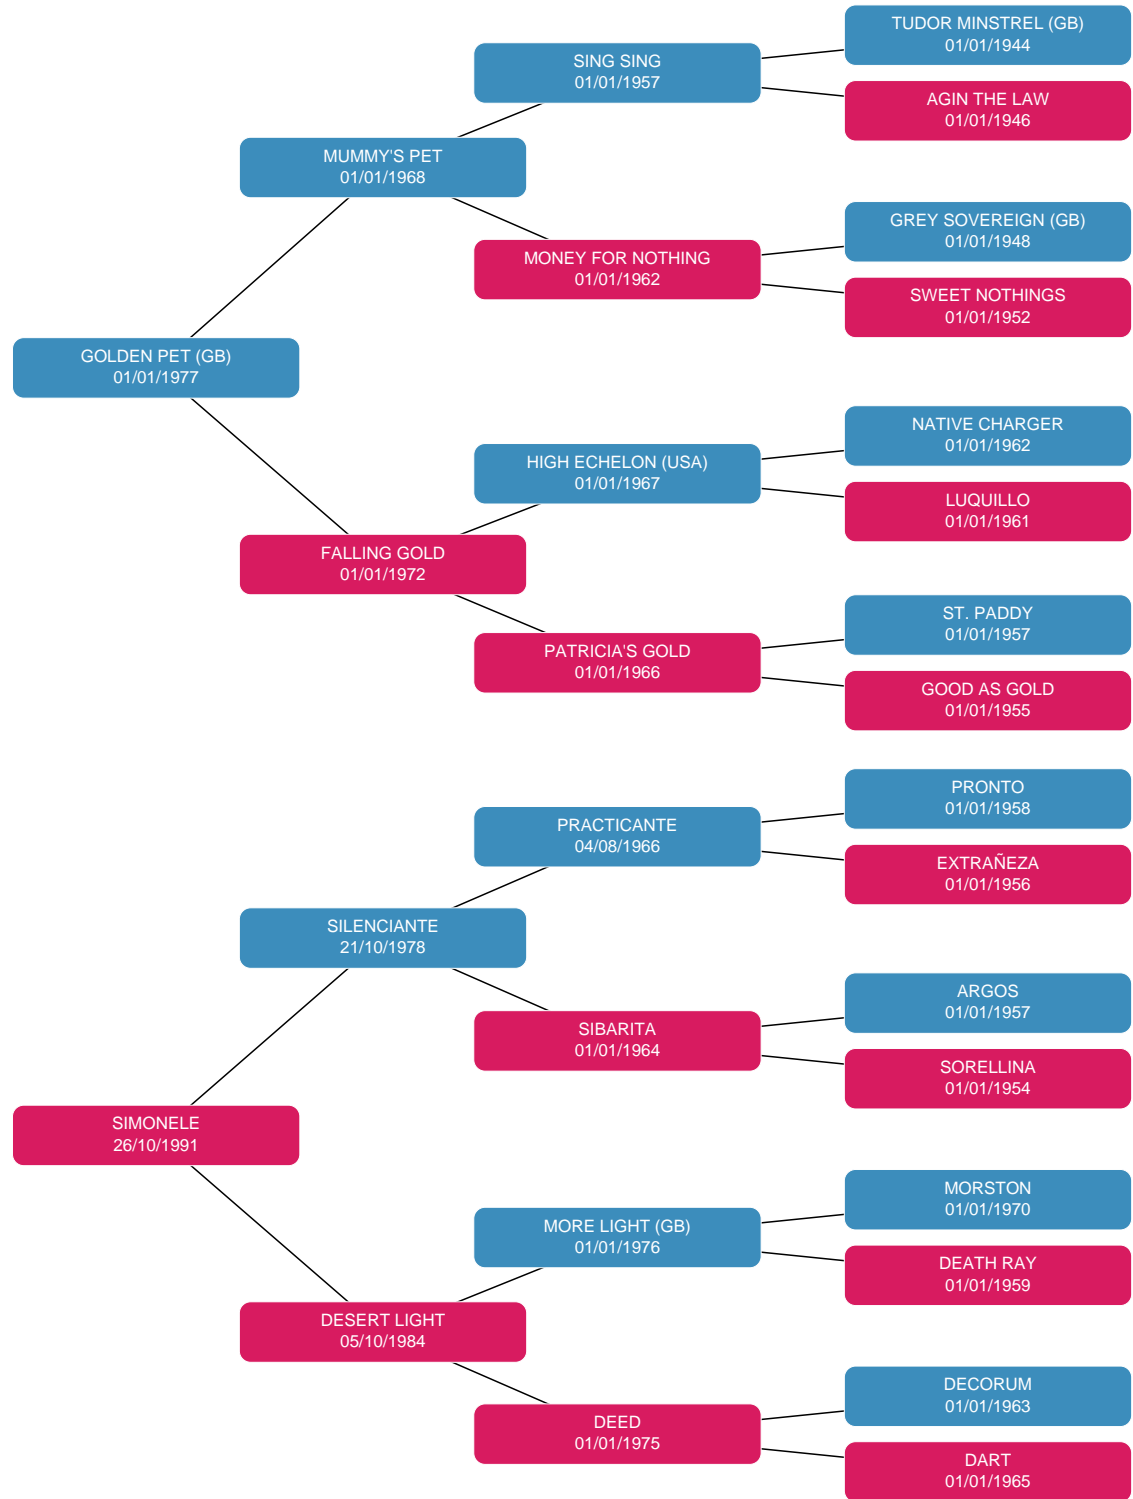 TUDOR MINSTREL (GB)
01/01/1944
SING SING
01/01/1957
AGIN THE LAW
01/01/1946
MUMMY'S PET
01/01/1968
GREY SOVEREIGN (GB)
01/01/1948
MONEY FOR NOTHING
01/01/1962
SWEET NOTHINGS
01/01/1952
GOLDEN PET (GB)
01/01/1977
NATIVE CHARGER
01/01/1962
HIGH ECHELON (USA)
01/01/1967
LUQUILLO
01/01/1961
FALLING GOLD
01/01/1972
ST. PADDY
01/01/1957
PATRICIA'S GOLD
01/01/1966
GOOD AS GOLD
01/01/1955
PRONTO
01/01/1958
PRACTICANTE
04/08/1966
EXTRAÑEZA
01/01/1956
SILENCIANTE
21/10/1978
ARGOS
01/01/1957
SIBARITA
01/01/1964
SORELLINA
01/01/1954
SIMONELE
26/10/1991
MORSTON
01/01/1970
MORE LIGHT (GB)
01/01/1976
DEATH RAY
01/01/1959
DESERT LIGHT
05/10/1984
DECORUM
01/01/1963
DEED
01/01/1975
DART
01/01/1965